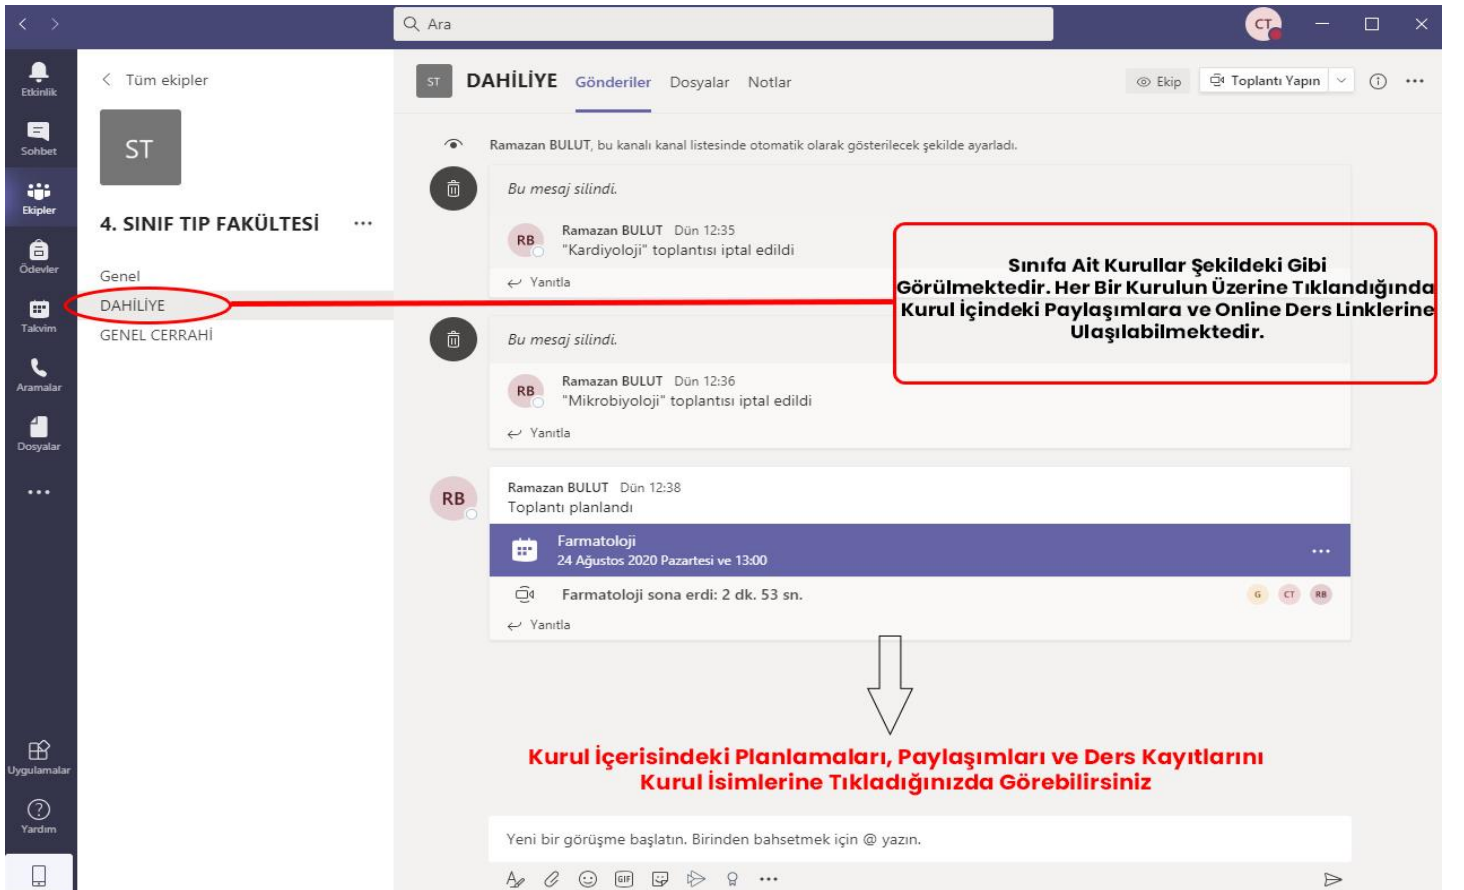 Ara
CT
Etkinlik
Sohbet
Ekipler
Ödevler
Takvim
Aramalar
Dosyalar
Uygulamalar
Yardım
Tüm ekipler
ST
4. SINIF TIP FAKÜLTESİ
Genel
DAHİLİYE
GENEL CERRAHİ
ST
DAHİLİYE Gönderiler Dosyalar Notlar
Ekip
Toplantı Yapın
Ramazan BULUT, bu kanalı kanal listesinde otomatik olarak gösterilecek şekilde ayarladı.
Bu mesaj silindi.
RB
Ramazan BULUT Dün 12:35
"Kardiyoloji" toplantısı iptal edildi
Yanıtla
Sınıfa Ait Kurullar Şekildeki Gibi
Görülmektedir. Her Bir Kurulun Üzerine Tıklandığında
Kurul İçindeki Paylaşımlara ve Online Ders Linklerine
Ulaşılabilmektedir.
Bu mesaj silindi.
RB
Ramazan BULUT Dün 12:36
"Mikrobiyoloji" toplantısı iptal edildi
Yanıtla
RB
Ramazan BULUT Dün 12:38
Toplantı planlandı
Farmatoloji
24 Ağustos 2020 Pazartesi ve 13:00
Farmatoloji sona erdi: 2 dk. 53 sn.
G CT RB
Yanıtla
Kurul İçerisindeki Planlamaları, Paylaşımları ve Ders Kayıtlarını
Kurul İsimlerine Tıkladığınızda Görebilirsiniz
Yeni bir görüşme başlatın. Birinden bahsetmek için @ yazın.
GIF